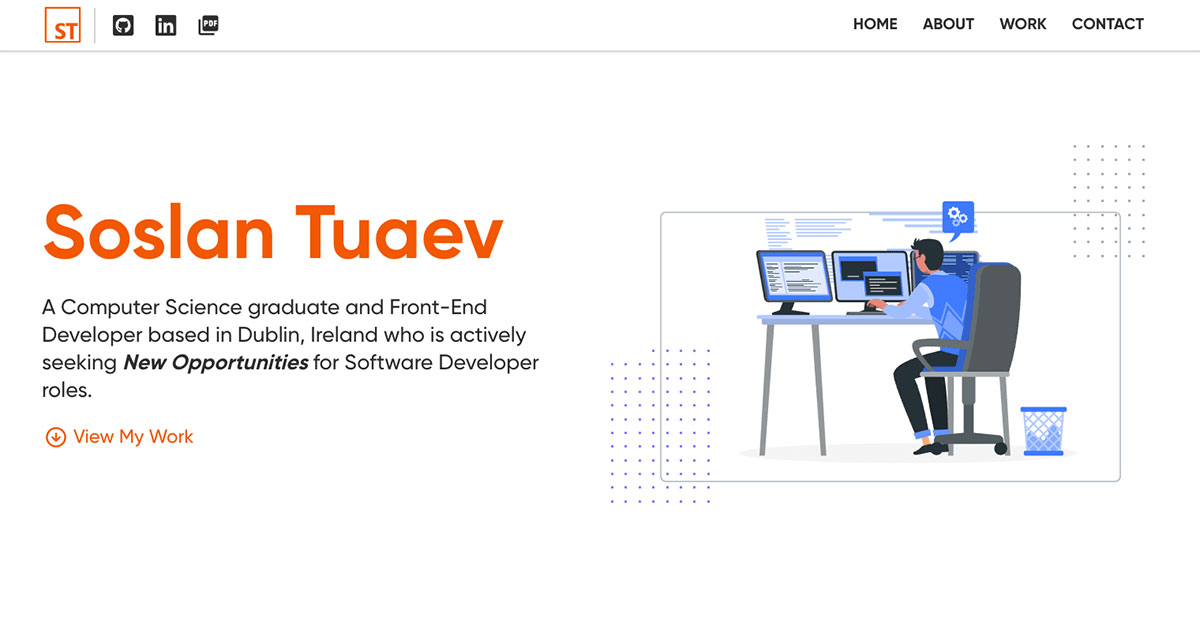 ST
PDF
HOME ABOUT WORK CONTACT
Soslan Tuaev
A Computer Science graduate and Front-End
Developer based in Dublin, Ireland who is actively
seeking New Opportunities for Software Developer
roles.
View My Work